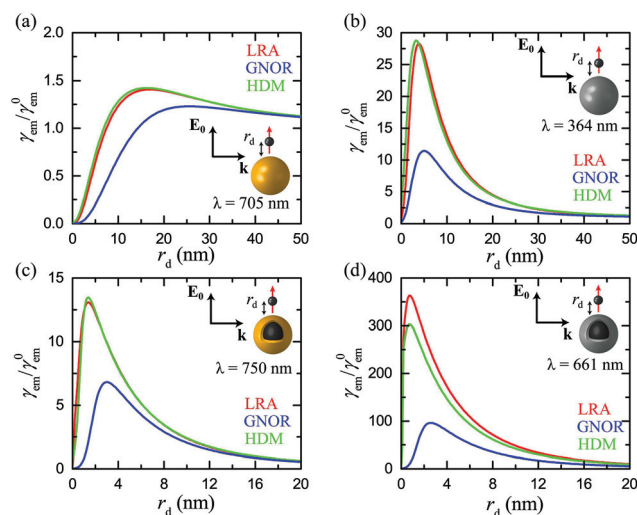 (a)
2.0
1.5
1.0
0.5
0.0
γem/γ⁰em
LRA
GNOR
HDM
E₀
rd
k
λ = 705 nm
0 10 20 30 40 50
rd (nm)
(b)
30
25
20
15
10
5
0
γem/γ⁰em
E₀
rd
k
λ = 364 nm
LRA
GNOR
HDM
0 10 20 30 40 50
rd (nm)
(c)
15
10
5
0
γem/γ⁰em
E₀
rd
k
λ = 750 nm
LRA
GNOR
HDM
0 4 8 12 16 20
rd (nm)
(d)
400
300
200
100
0
γem/γ⁰em
E₀
rd
k
λ = 661 nm
LRA
GNOR
HDM
0 4 8 12 16 20
rd (nm)